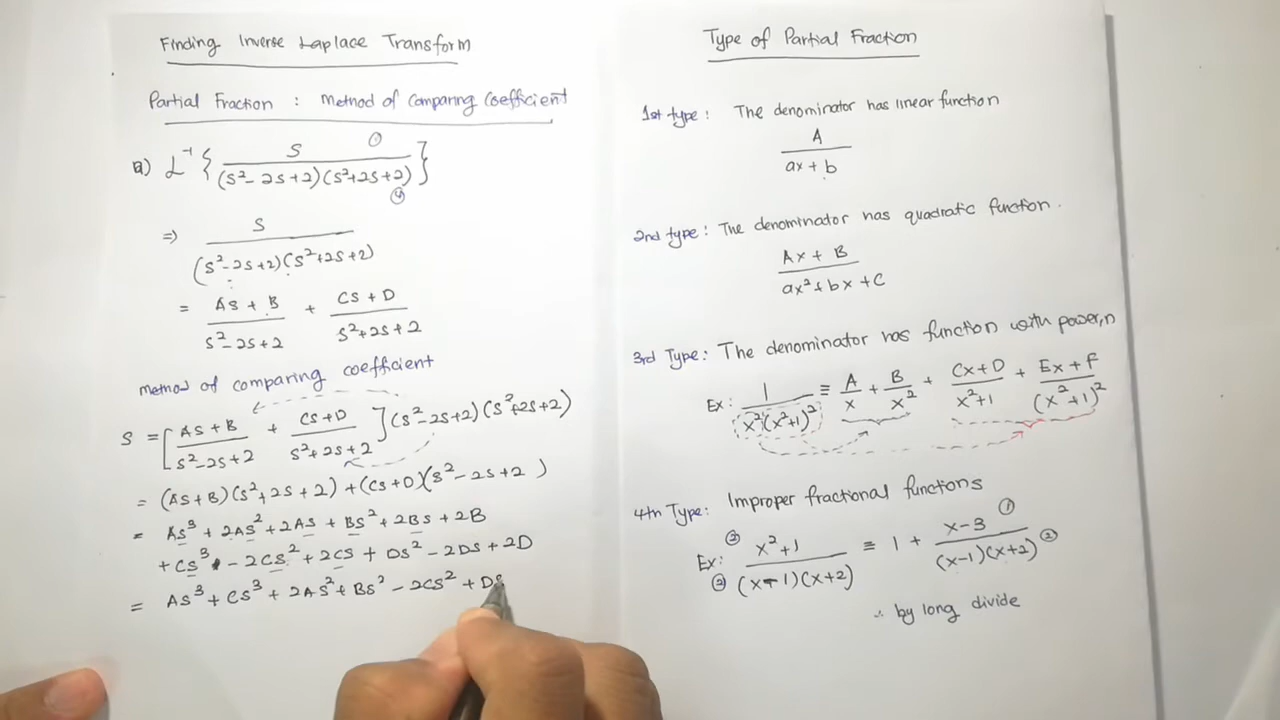 Finding Inverse Laplace Transform
Partial Fraction : Method of Comparing Coefficient
a) L⁻¹ { s ① / (s² - 2s + 2)(s² + 2s + 2) ④ }
=> s / (s² - 2s + 2)(s² + 2s + 2)
= As + B / s² - 2s + 2 + Cs + D / s² + 2s + 2
method of comparing coefficient
s = [ As + B / s² - 2s + 2 + Cs + D / s² + 2s + 2 ] (s² - 2s + 2)(s² + 2s + 2)
= (As + B)(s² + 2s + 2) + (Cs + D)(s² - 2s + 2)
= As³ + 2As² + 2As + Bs² + 2Bs + 2B
+ Cs³ - 2Cs² + 2Cs + Ds² - 2Ds + 2D
= As³ + Cs³ + 2As² + Bs² - 2Cs² + Ds
Type of Partial Fraction
1st type : The denominator has linear function
A / ax + b
2nd type : The denominator has quadratic function.
Ax + B / ax² + bx + C
3rd Type : The denominator has function with power, n
Ex : 1 / x²(x²+1)² ≡ A / x + B / x² + Cx + D / x²+1 + Ex + F / (x²+1)²
4th Type : Improper fractional functions
Ex : ② x² + 1 / ② (x-1)(x+2) ≡ 1 + x-3 ① / (x-1)(x+2) ②
∴ by long divide